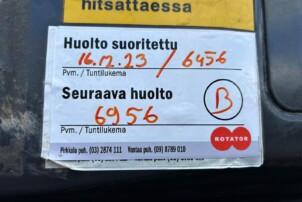 hitsattaessa
Huolto suoritettu
16.12.23 / 6456
Pvm. / Tuntilukema
Seuraava huolto
6956 B
Pvm. / Tuntilukema
ROTATOR
Pirkkala puh. (03) 2874 111 Vantaa puh. (09) 8789 010